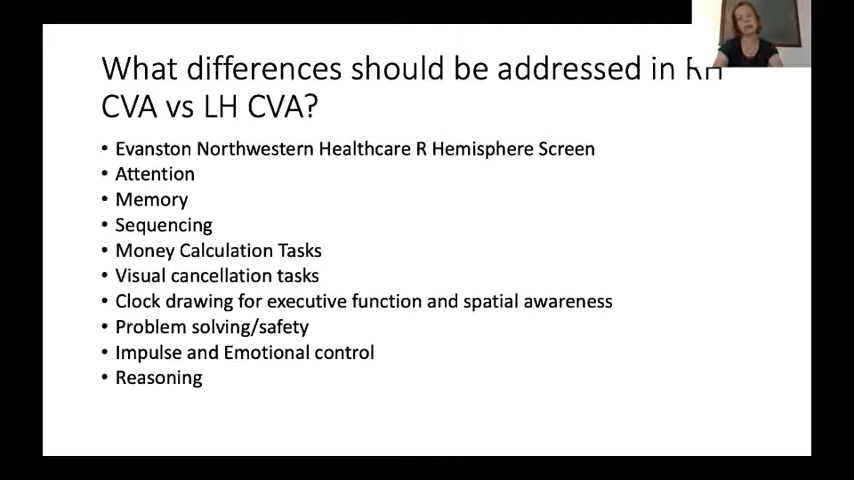 What differences should be addressed in RH
CVA vs LH CVA?
• Evanston Northwestern Healthcare R Hemisphere Screen
• Attention
• Memory
• Sequencing
• Money Calculation Tasks
• Visual cancellation tasks
• Clock drawing for executive function and spatial awareness
• Problem solving/safety
• Impulse and Emotional control
• Reasoning